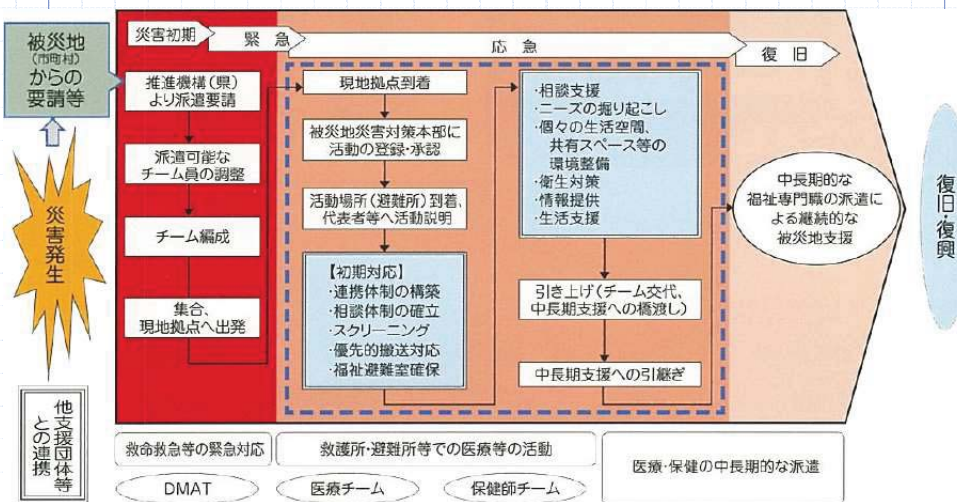 被災地
(市町村)
からの
要請等
災害発生
他支援団体等
との連携
災害初期
緊 急
応 急
復 旧
推進機構(県)
より派遣要請
派遣可能な
チーム員の調整
チーム編成
集合、
現地拠点へ出発
現地拠点到着
被災地災害対策本部に
活動の登録・承認
活動場所(避難所)到着、
代表者等へ活動説明
【初期対応】
・連携体制の構築
・相談体制の確立
・スクリーニング
・優先的搬送対応
・福祉避難室確保
・相談支援
・ニーズの掘り起こし
・個々の生活空間、
共有スペース等の
環境整備
・衛生対策
・情報提供
・生活支援
引き上げ(チーム交代、
中長期支援への橋渡し)
中長期支援への引継ぎ
中長期的な
福祉専門職の派遣
による継続的な
被災地支援
復旧・復興
救命救急等の緊急対応
救護所・避難所等での医療等の活動
医療・保健の中長期的な派遣
DMAT
医療チーム
保健師チーム